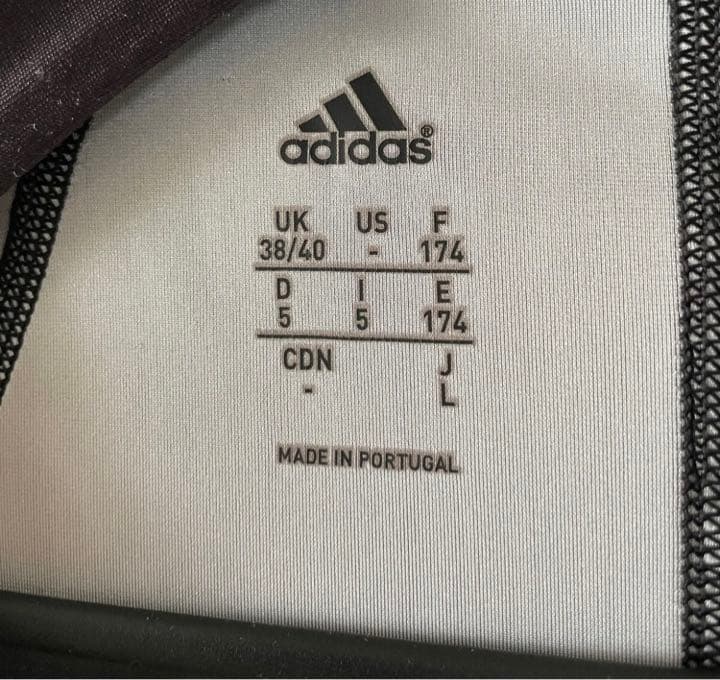 adidas®
UK US F
38/40 - 174
D I E
5 5 174
CDN J
- L
MADE IN PORTUGAL